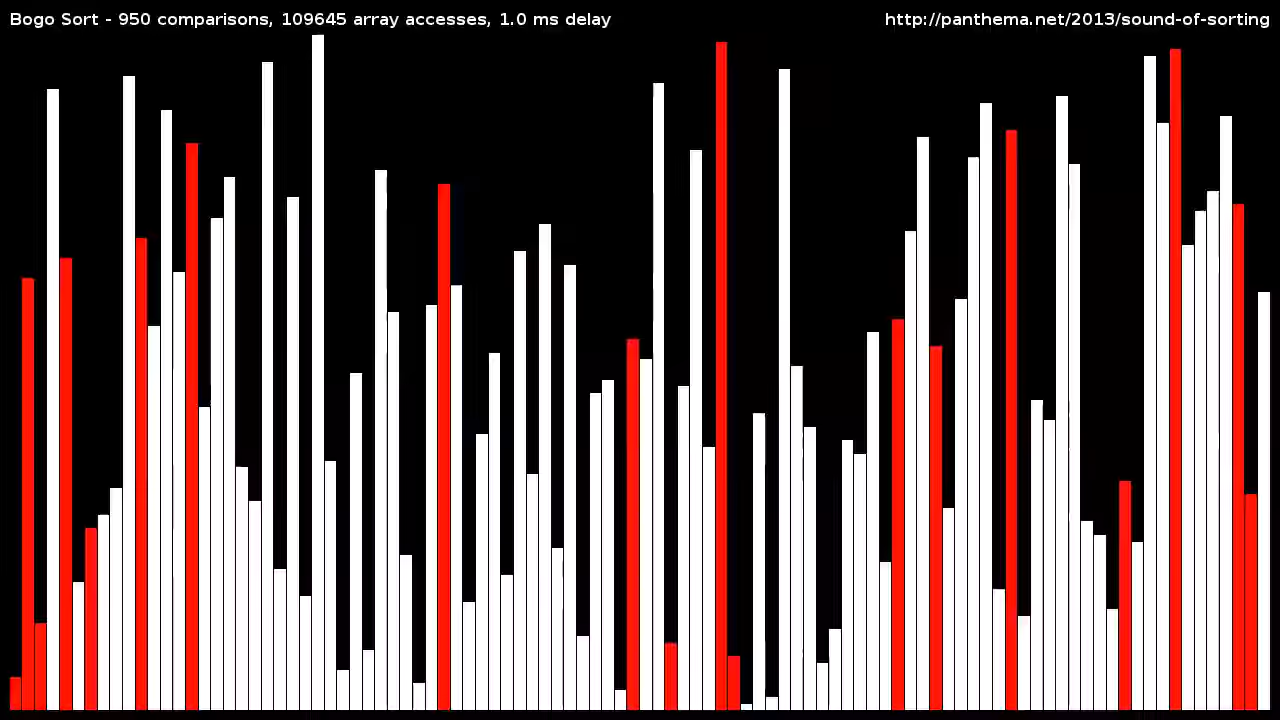 Bogo Sort - 950 comparisons, 109645 array accesses, 1.0 ms delay
http://panthema.net/2013/sound-of-sorting